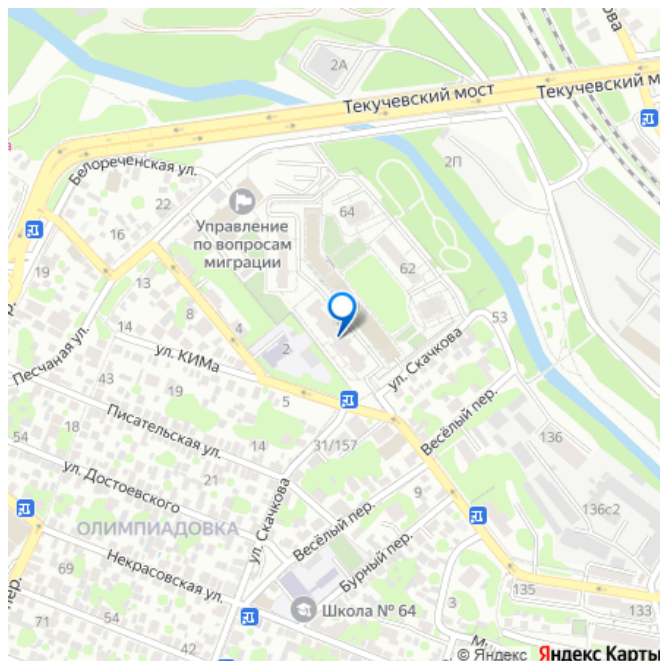 ова
2А
Текучевский мост
Текучевский м
2П
Белореченская ул.
а
22
64
Управление
по вопросам
миграции
16
62
19
13
р.
8
53
4
14
Песчаная ул.
ул. КИМа
2
ул. Скачкова
43
19
5
Весёлый пер.
18
Писательская ул.
14
31/157
136
54
ул. Достоевского
21
9
136с2
ул. Скачкова
ОЛИМПИАДОВКА
Весёлый пер.
Некрасовская ул.
69
Бурный пер.
135
пер.
Школа № 64
3
133
71
54
© Яндекс Яндекс Карты